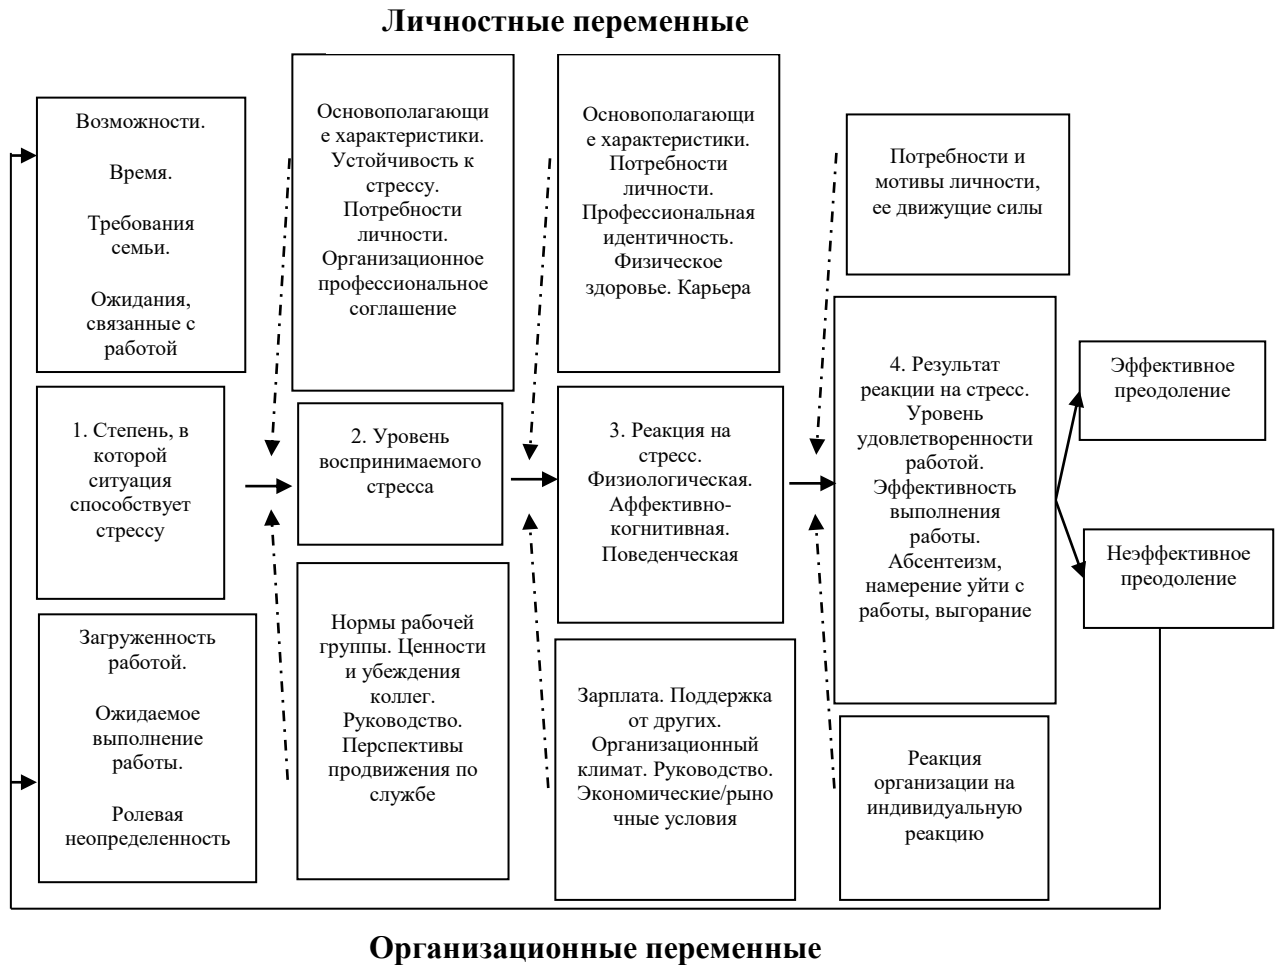 Личностные переменные
Возможности.
Время.
Требования
семьи.
Ожидания,
связанные с
работой
Основополагающи
е характеристики.
Устойчивость к
стрессу.
Потребности
личности.
Организационное
профессиональное
соглашение
Основополагающи
е характеристики.
Потребности
личности.
Профессиональная
идентичность.
Физическое
здоровье. Карьера
Потребности и
мотивы личности,
ее движущие силы
1. Степень, в
которой
ситуация
способствует
стрессу
2. Уровень
воспринимаемого
стресса
3. Реакция на
стресс.
Физиологическая.
Аффективно-
когнитивная.
Поведенческая
4. Результат
реакции на стресс.
Уровень
удовлетворенности
работой.
Эффективность
выполнения
работы.
Абсентеизм,
намерение уйти с
работы, выгорание
Эффективное
преодоление
Неэффективное
преодоление
Загруженность
работой.
Ожидаемое
выполнение
работы.
Ролевая
неопределенность
Нормы рабочей
группы. Ценности
и убеждения
коллег.
Руководство.
Перспективы
продвижения по
службе
Зарплата. Поддержка
от других.
Организационный
климат. Руководство.
Экономические/рыно
чные условия
Реакция
организации на
индивидуальную
реакцию
Организационные переменные